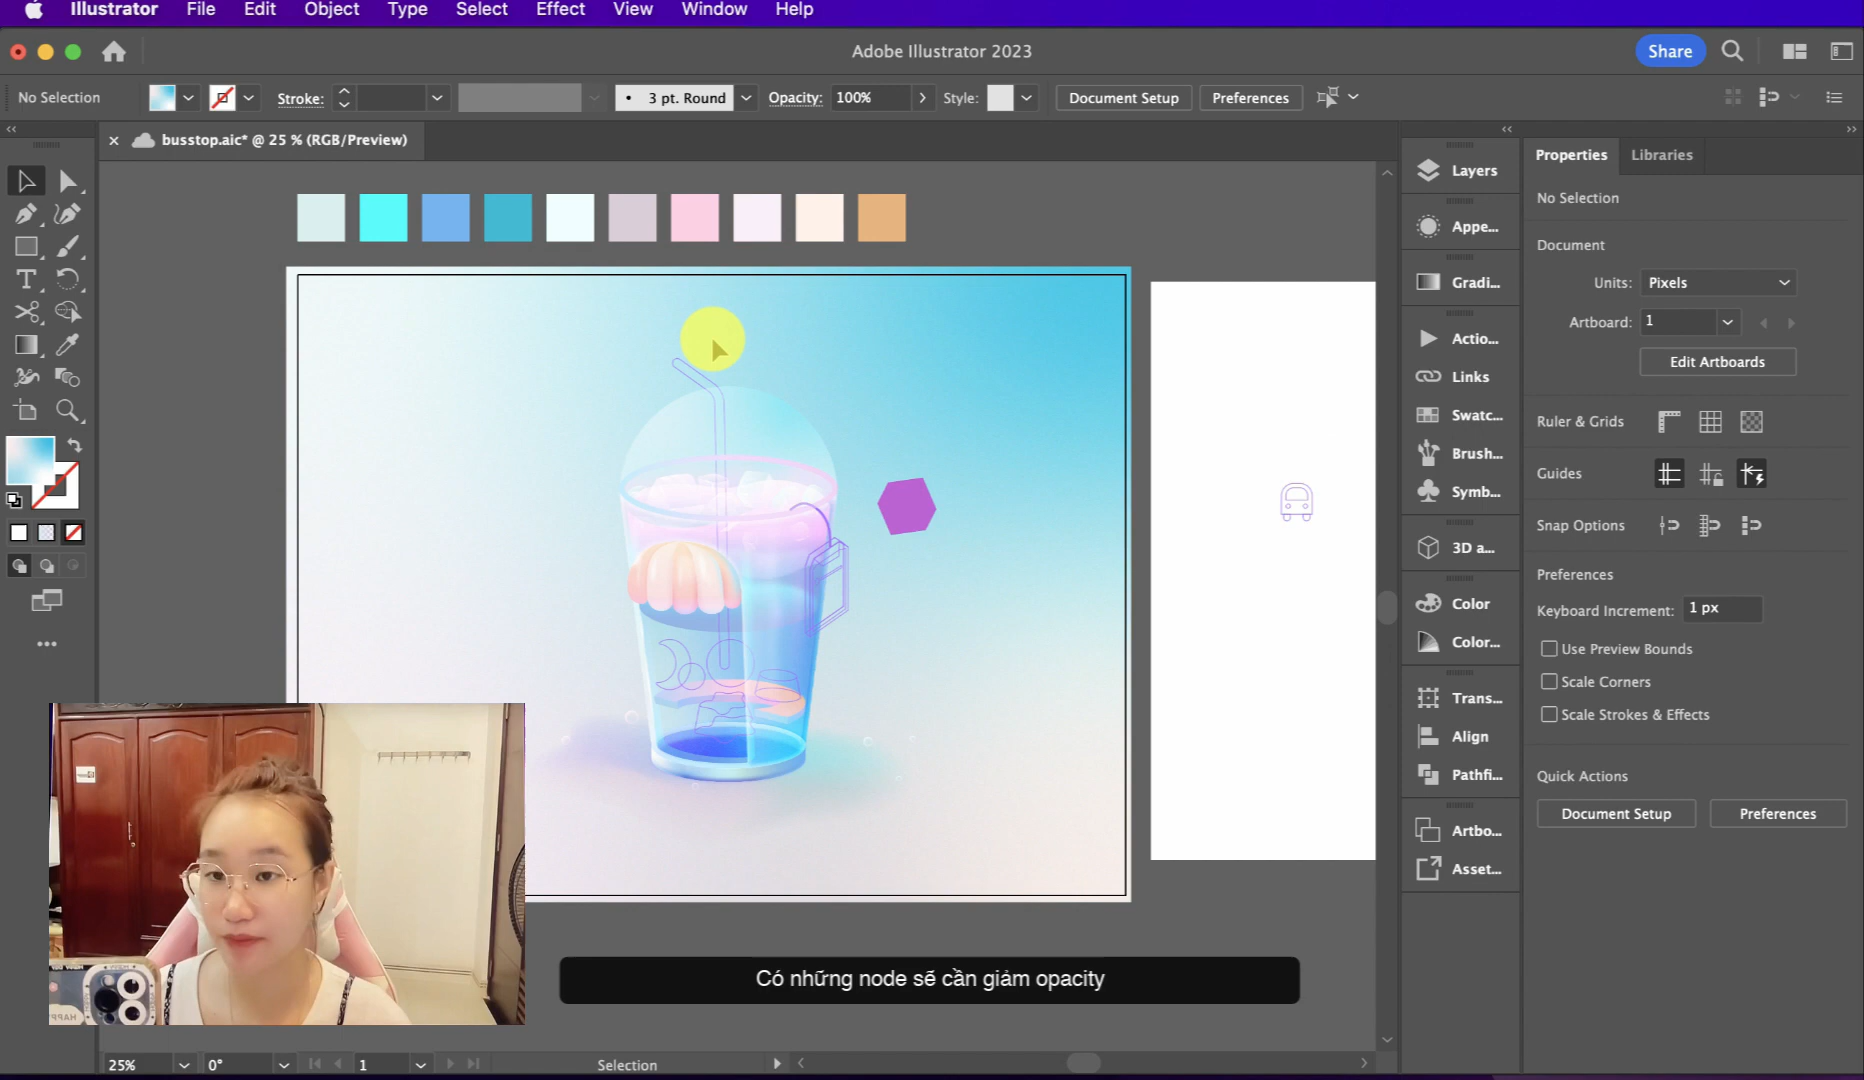 Illustrator File Edit Object Type Select Effect View Window Help
Adobe Illustrator 2023
Share
No Selection
Stroke:
• 3 pt. Round
Opacity: 100%
Style:
Document Setup
Preferences
busstop.aic* @ 25 % (RGB/Preview)
Layers
Appe...
Gradi...
Actio...
Links
Swatc...
Brush...
Symb...
3D a...
Color
Color...
Trans...
Align
Pathfi...
Artbo...
Asset...
Properties Libraries
No Selection
Document
Units: Pixels
Artboard: 1
Edit Artboards
Ruler & Grids
Guides
Snap Options
Preferences
Keyboard Increment: 1 px
Use Preview Bounds
Scale Corners
Scale Strokes & Effects
Quick Actions
Document Setup Preferences
Có những node sẽ cần giảm opacity
25% 0° 1 Selection